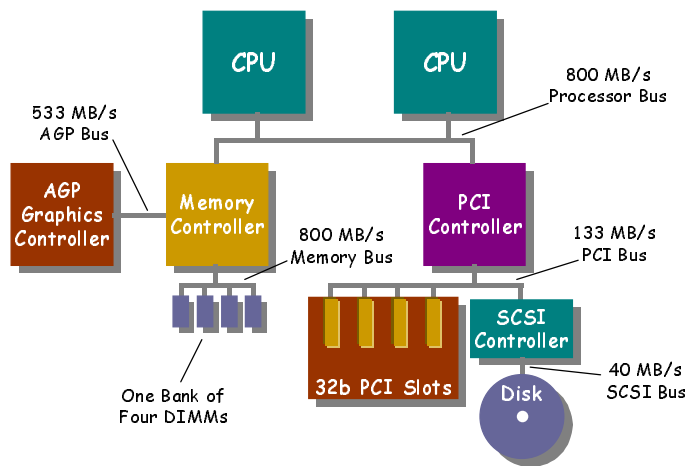 CPU
CPU
800 MB/s
Processor Bus
533 MB/s
AGP Bus
AGP
Graphics
Controller
Memory
Controller
PCI
Controller
800 MB/s
Memory Bus
133 MB/s
PCI Bus
SCSI
Controller
32b PCI Slots
40 MB/s
SCSI Bus
Disk
One Bank of
Four DIMMs